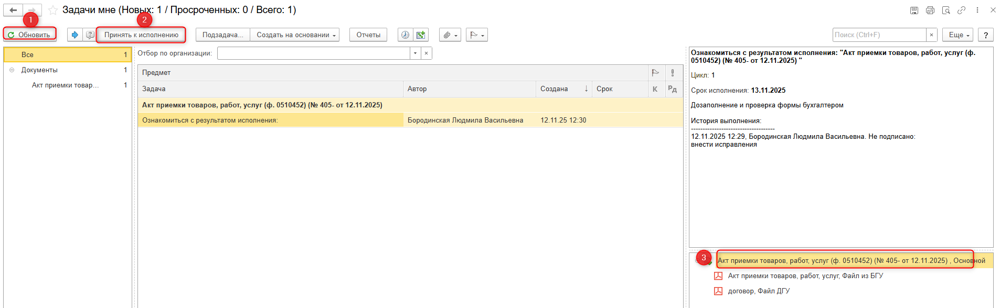 Задачи мне (Новых: 1 / Просроченных: 0 / Всего: 1)
1
2
Обновить
Принять к исполнению
Подзадача...
Создать на основании
Отчеты
Поиск (Ctrl+F)
×
Еще
?
Все 1
Документы 1
Акт приемки товар... 1
Отбор по организации:
Предмет
Задача Автор Создана ↓ Срок К Рд
Акт приемки товаров, работ, услуг (ф. 0510452) (№ 405- от 12.11.2025)
Ознакомиться с результатом исполнения: Бородинская Людмила Васильевна 12.11.25 12:30
Ознакомиться с результатом исполнения: "Акт приемки товаров, работ, услуг (ф.
0510452) (№ 405- от 12.11.2025) "
Цикл: 1
Срок исполнения: 13.11.2025
Дозаполнение и проверка формы бухгалтером
История выполнения:
------------------------------------
12.11.2025 12:29, Бородинская Людмила Васильевна. Не подписано:
внести исправления
3
Акт приемки товаров, работ, услуг (ф. 0510452) (№ 405- от 12.11.2025) , Основной
Акт приемки товаров, работ, услуг, Файл из БГУ
договор, Файл ДГУ